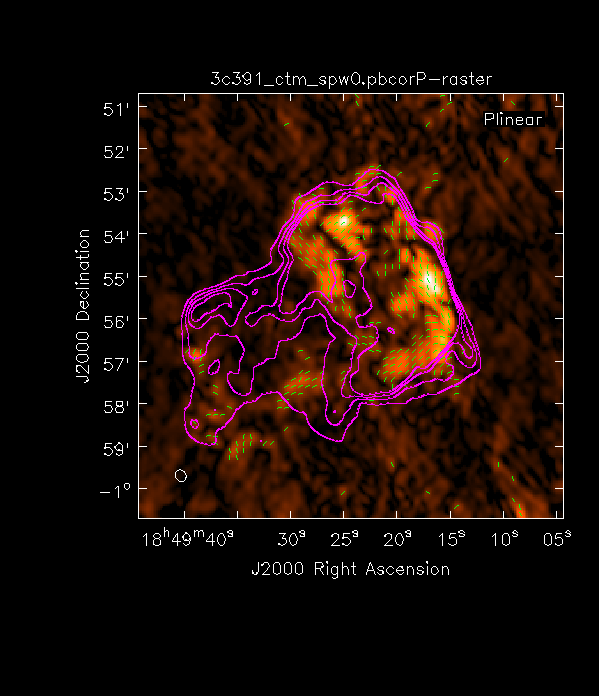 3c391_ctm_spw0.pbcorP-raster
Plinear
51'
52'
53'
54'
55'
56'
57'
58'
59'
-1°
J2000 Declination
18ʰ49ᵐ40ˢ 30ˢ 25ˢ 20ˢ 15ˢ 10ˢ 05ˢ
J2000 Right Ascension